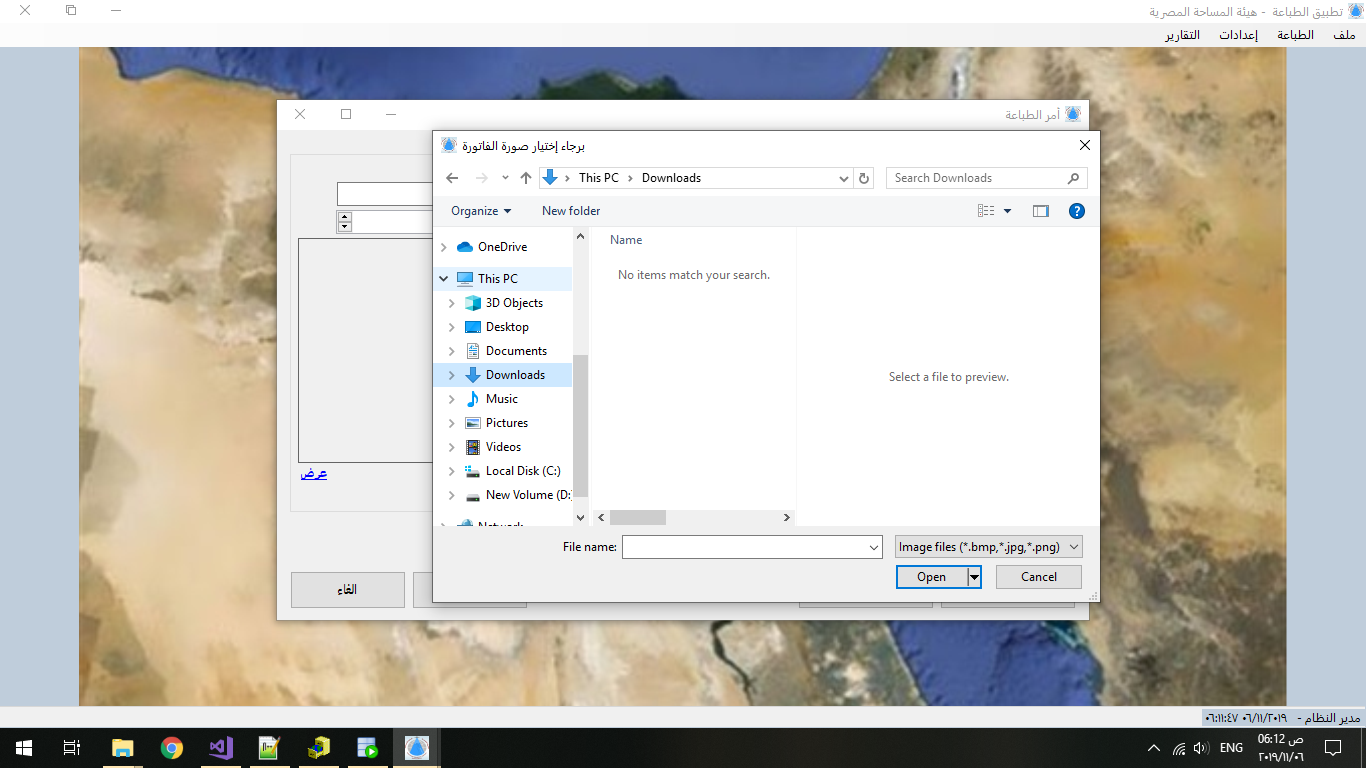 تطبيق الطباعة - هيئة المساحة المصرية
ملف الطباعة إعدادات التقارير
أمر الطباعة
برجاء إختيار صورة الفاتورة
This PC Downloads
Search Downloads
Organize New folder
OneDrive
This PC
3D Objects
Desktop
Documents
Downloads
Music
Pictures
Videos
Local Disk (C:)
New Volume (D:
Network
Name
No items match your search.
Select a file to preview.
عرض
File name:
Image files (*.bmp,*.jpg,*.png)
Open Cancel
الغاء
مدير النظام - ٠٦/١١/٢٠١٩ ٠٦:١١:٤٧
ENG
06:12 ص
٢٠١٩/١١/٠٦